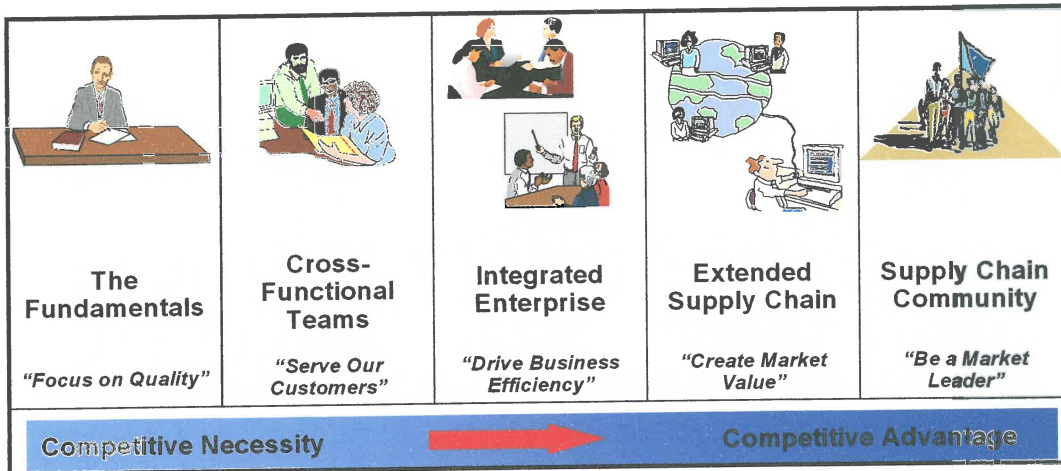 The
Fundamentals
“Focus on Quality”
Cross-
Functional
Teams
“Serve Our
Customers”
Integrated
Enterprise
“Drive Business
Efficiency”
Extended
Supply Chain
“Create Market
Value”
Supply Chain
Community
“Be a Market
Leader”
Competitive Necessity
Competitive Advantage